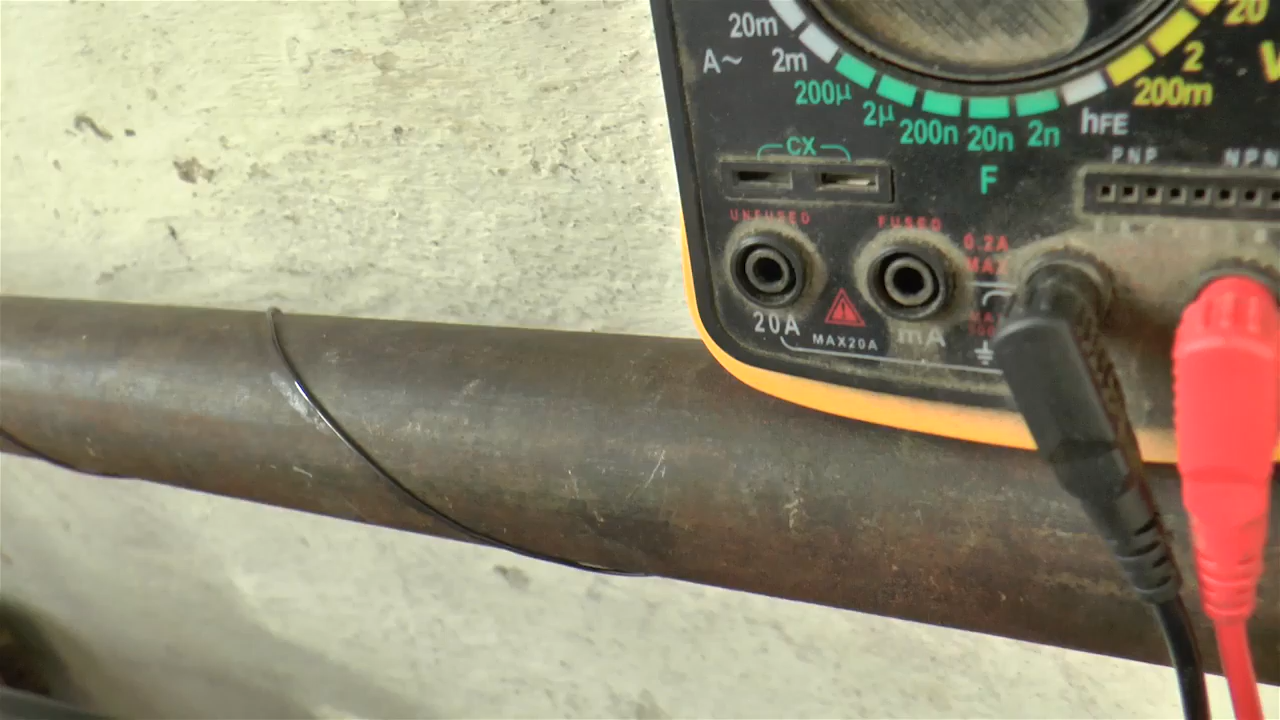 20m
20
A~
2m
2
200µ
200m
2µ
200n
20n
2n
hFE
CX
F
PNP
NPN
UNFUSED
FUSED
0.2A
MAX
20A
MAX20A
mA